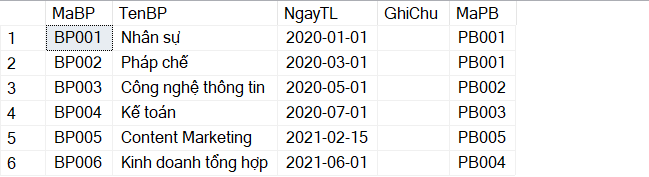 MaBP TenBP NgayTL GhiChu MaPB
1 BP001 Nhân sự 2020-01-01 PB001
2 BP002 Pháp chế 2020-03-01 PB001
3 BP003 Công nghệ thông tin 2020-05-01 PB002
4 BP004 Kế toán 2020-07-01 PB003
5 BP005 Content Marketing 2021-02-15 PB005
6 BP006 Kinh doanh tổng hợp 2021-06-01 PB004